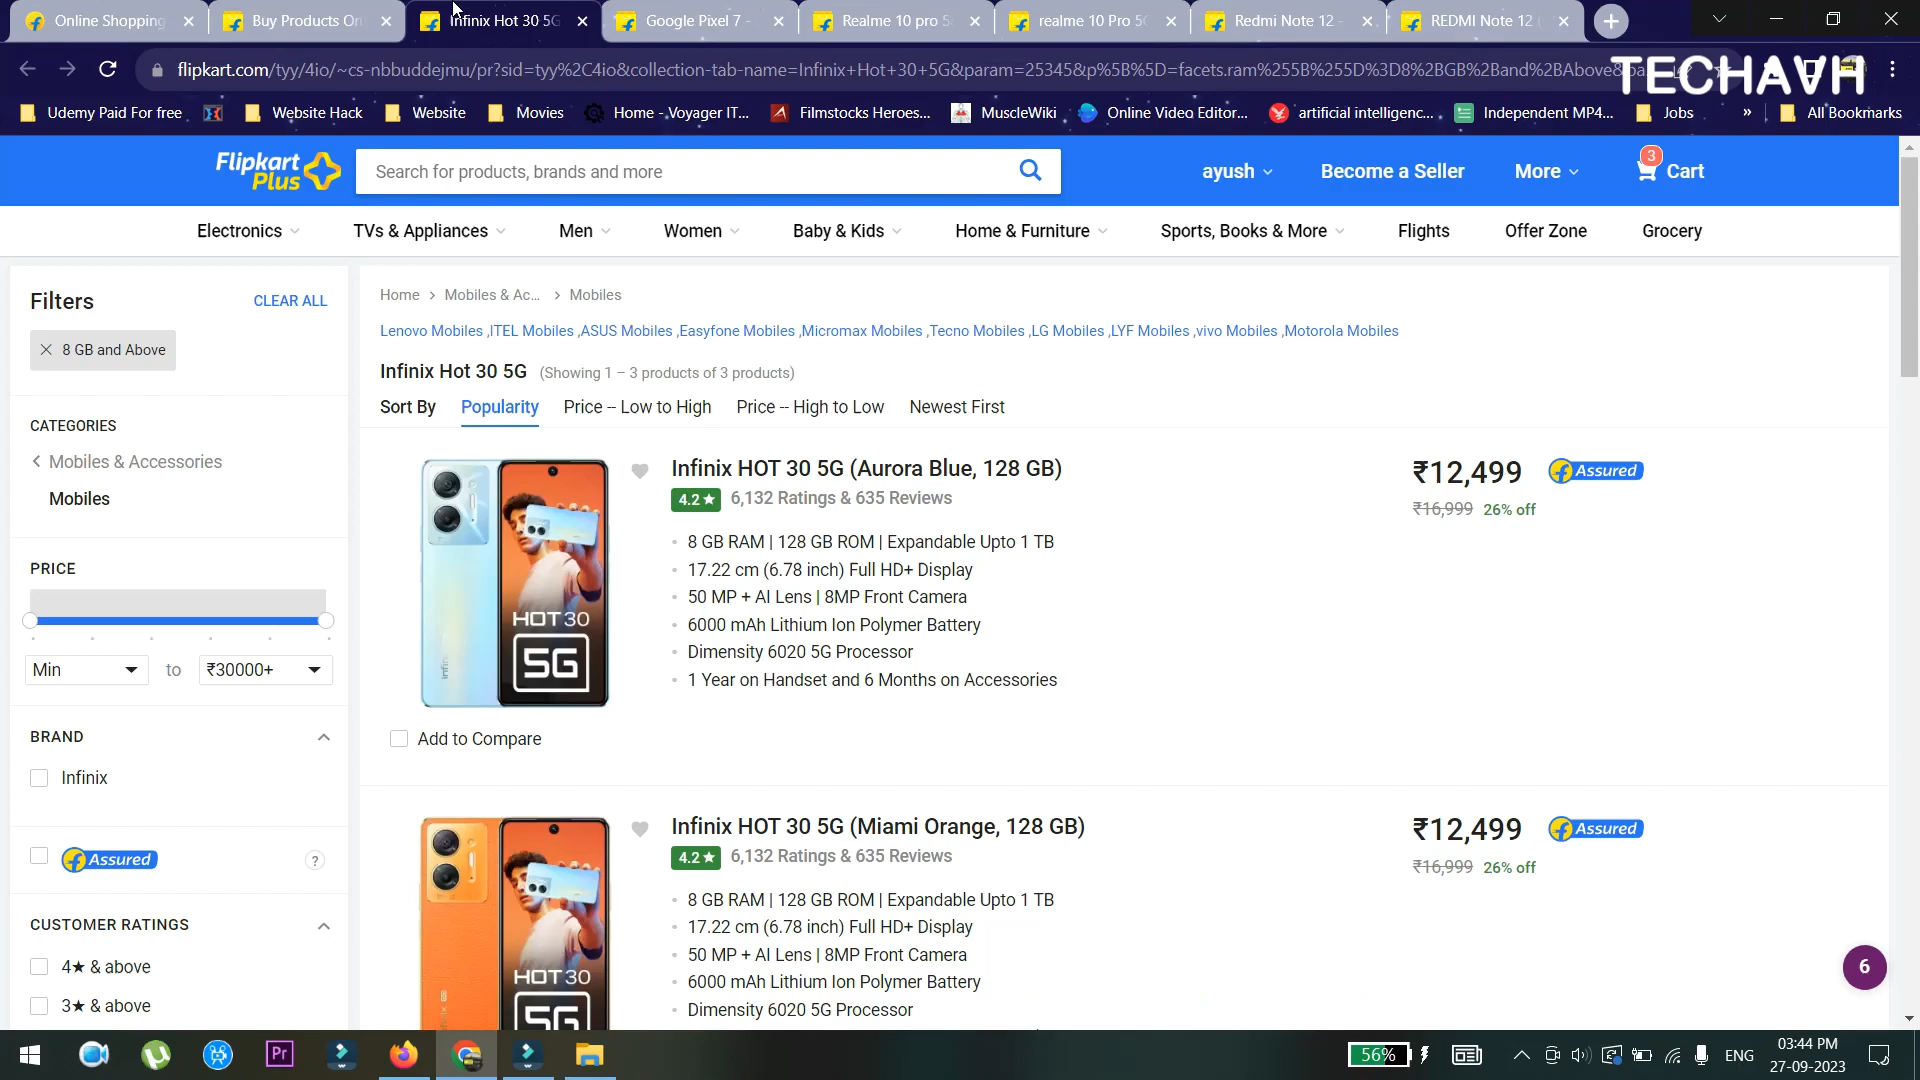 Online Shopping
Buy Products On
Infinix Hot 30 5G
Google Pixel 7 -
Realme 10 pro 5
realme 10 Pro 5G
Redmi Note 12 -
REDMI Note 12
flipkart.com/tyy/4io/~cs-nbbuddejmu/pr?sid=tyy%2C4io&collection-tab-name=Infinix+Hot+30+5G&param=25345&p%5B%5D=facets.ram%255B%255D%3D8%2BGB%2Band%2BAbove&pa
TECHAVH
Udemy Paid For free
Website Hack
Website
Movies
Home - Voyager IT...
Filmstocks Heroes...
MuscleWiki
Online Video Editor...
artificial intelligenc...
Independent MP4...
Jobs
»
All Bookmarks
Flipkart
Plus
Search for products, brands and more
ayush
Become a Seller
More
3
Cart
Electronics
TVs & Appliances
Men
Women
Baby & Kids
Home & Furniture
Sports, Books & More
Flights
Offer Zone
Grocery
Filters
CLEAR ALL
8 GB and Above
CATEGORIES
Mobiles & Accessories
Mobiles
PRICE
Min
to
₹30000+
BRAND
Infinix
Assured
?
CUSTOMER RATINGS
4★ & above
3★ & above
Home > Mobiles & Ac... > Mobiles
Lenovo Mobiles ,ITEL Mobiles ,ASUS Mobiles ,Easyfone Mobiles ,Micromax Mobiles ,Tecno Mobiles ,LG Mobiles ,LYF Mobiles ,vivo Mobiles ,Motorola Mobiles
Infinix Hot 30 5G (Showing 1 – 3 products of 3 products)
Sort By
Popularity
Price -- Low to High
Price -- High to Low
Newest First
HOT 30
5G
Infinix HOT 30 5G (Aurora Blue, 128 GB)
4.2★ 6,132 Ratings & 635 Reviews
8 GB RAM | 128 GB ROM | Expandable Upto 1 TB
17.22 cm (6.78 inch) Full HD+ Display
50 MP + AI Lens | 8MP Front Camera
6000 mAh Lithium Ion Polymer Battery
Dimensity 6020 5G Processor
1 Year on Handset and 6 Months on Accessories
₹12,499
Assured
₹16,999 26% off
Add to Compare
HOT 30
5G
Infinix HOT 30 5G (Miami Orange, 128 GB)
4.2★ 6,132 Ratings & 635 Reviews
8 GB RAM | 128 GB ROM | Expandable Upto 1 TB
17.22 cm (6.78 inch) Full HD+ Display
50 MP + AI Lens | 8MP Front Camera
6000 mAh Lithium Ion Polymer Battery
Dimensity 6020 5G Processor
₹12,499
Assured
₹16,999 26% off
6
Pr
56%
ENG
03:44 PM
27-09-2023